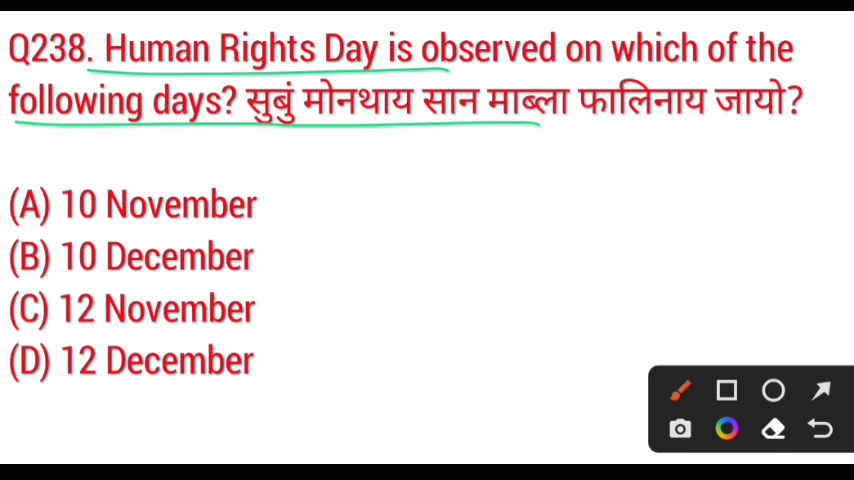 Q238. Human Rights Day is observed on which of the
following days? सुबुं मोनथाय सान माब्ला फालिनाय जायो?
(A) 10 November
(B) 10 December
(C) 12 November
(D) 12 December